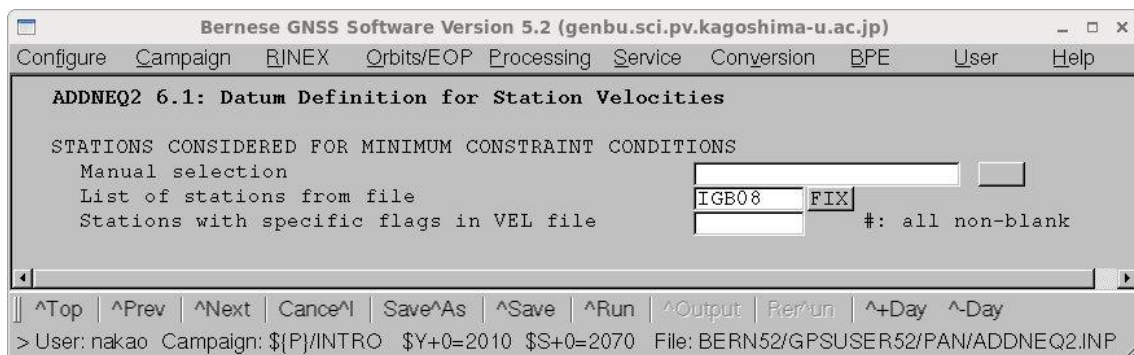 Bernese GNSS Software Version 5.2 (genbu.sci.pv.kagoshima-u.ac.jp)
Configure Campaign RINEX Orbits/EOP Processing Service Conversion BPE User Help
ADDNEQ2 6.1: Datum Definition for Station Velocities
STATIONS CONSIDERED FOR MINIMUM CONSTRAINT CONDITIONS
Manual selection
List of stations from file IGB08 FIX
Stations with specific flags in VEL file #: all non-blank
^Top ^Prev ^Next Cance^l Save^As ^Save ^Run ^Output Rer^un ^+Day ^-Day
> User: nakao Campaign: ${P}/INTRO $Y+0=2010 $S+0=2070 File: BERN52/GPSUSER52/PAN/ADDNEQ2.INP